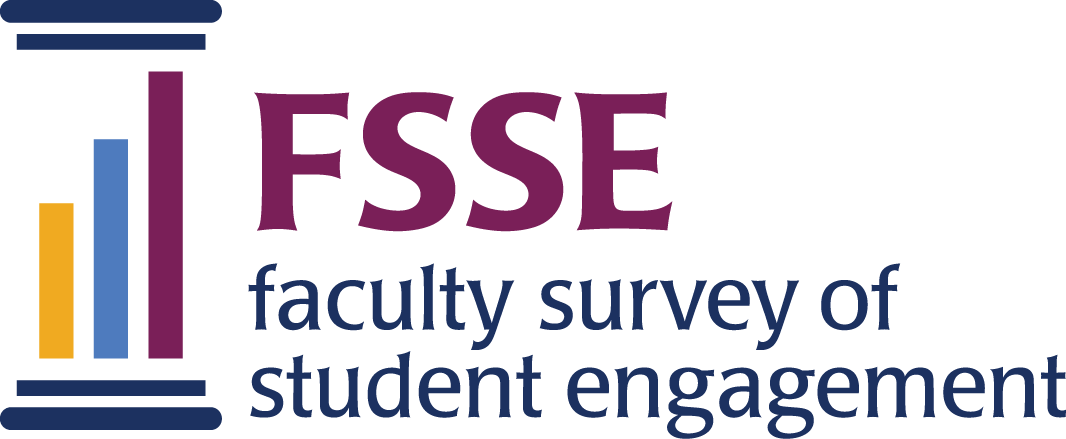 FSSE
faculty survey of
student engagement